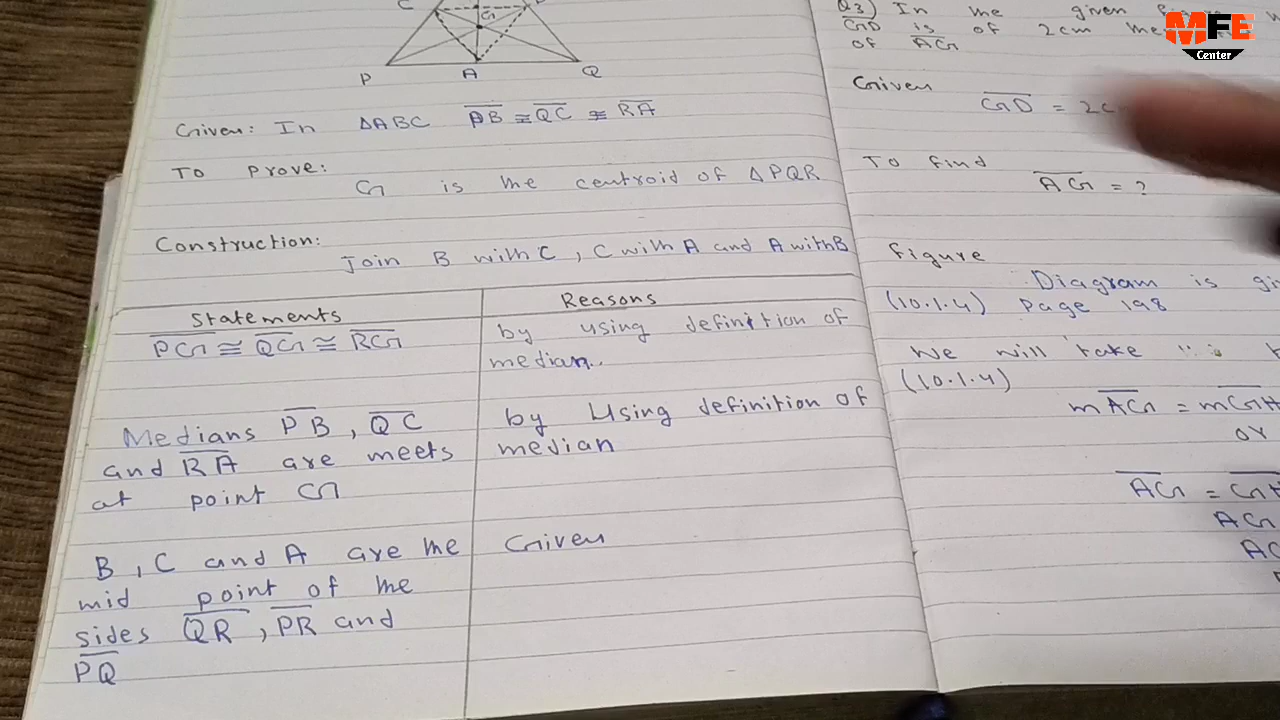 C
G
P
A
Q
Given: In ΔABC PB ≅ QC ≅ RA
To Prove:
G is the centroid of ΔPQR
Construction:
Join B with C, C with A and A with B
Statements
Reasons
PG ≅ QG ≅ RG
by using definition of
median.
Medians PB, QC
and RA are meets
at point G
by Using definition of
median
B, C and A are the
mid point of the
sides QR, PR and
PQ
Given
Q3) In the given
GD is of 2cm
of AG
Given
GD = 2c
To find
AG = ?
figure
Diagram is
(10.1.4) Page 198
We will take
(10.1.4)
mAG = mGH
or
AG = GH
AG
MFE
Center